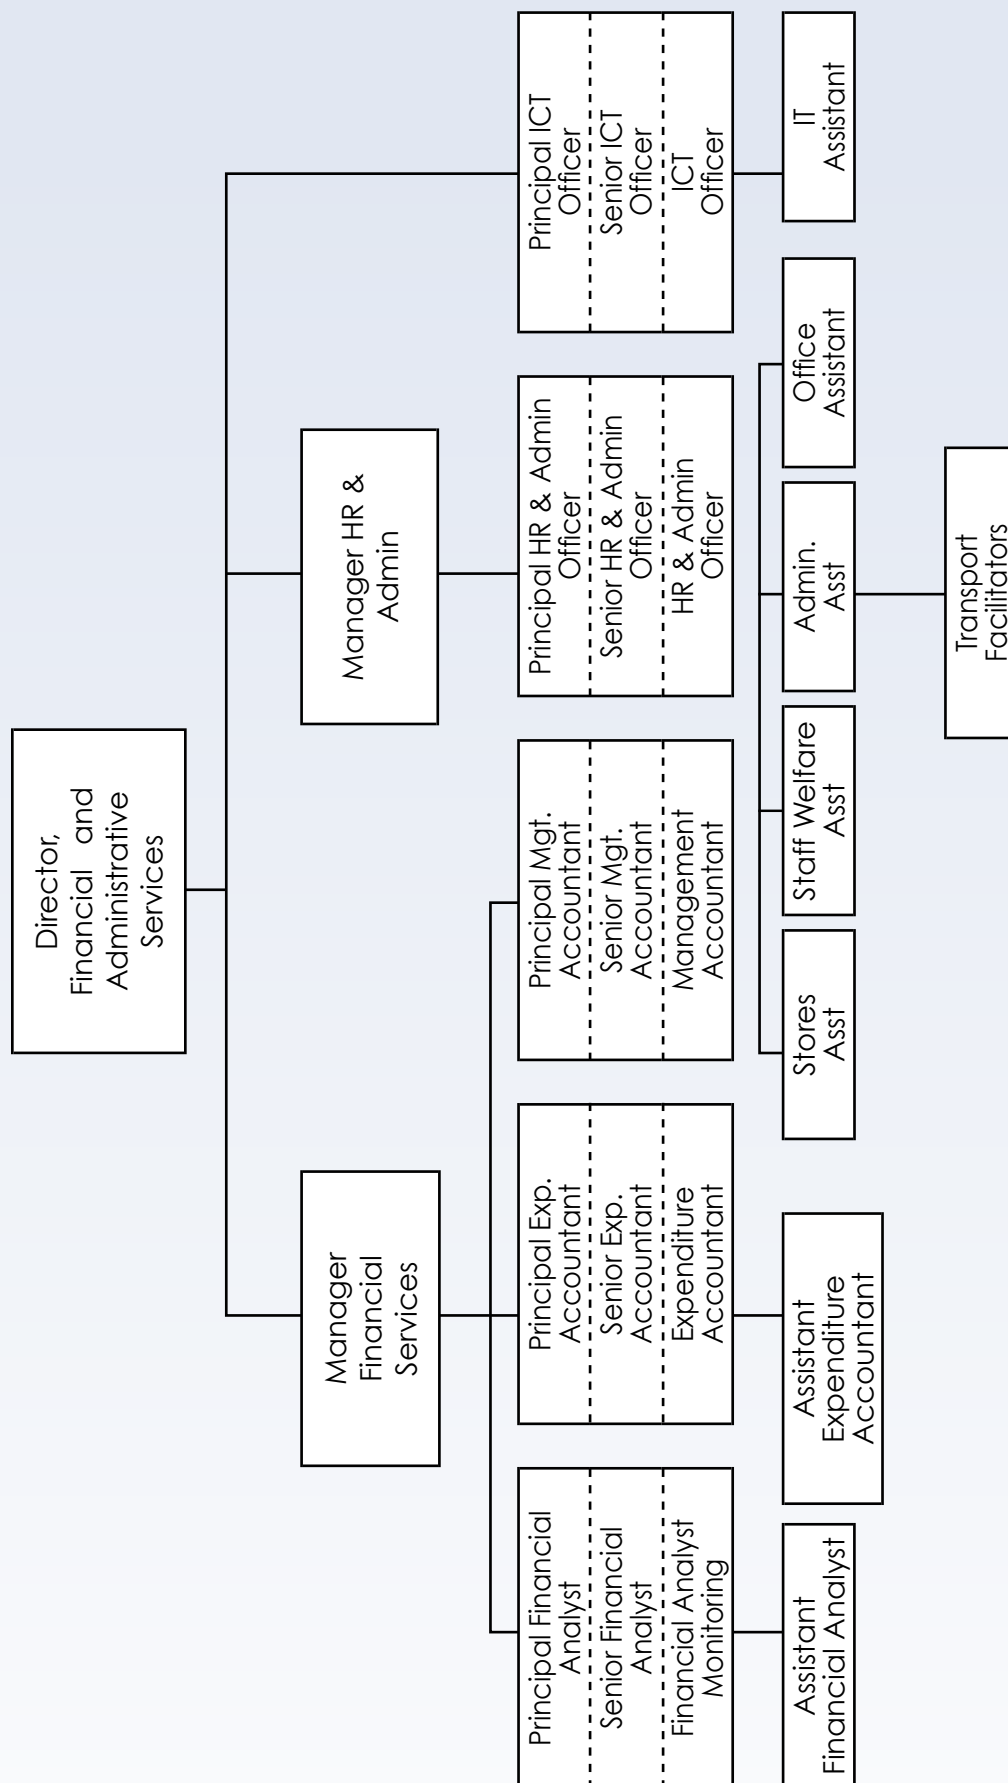 Director,
Financial and
Administrative
Services
Manager
Financial
Services
Manager HR &
Admin
Principal Financial
Analyst
Senior Financial
Analyst
Financial Analyst
Monitoring
Principal Exp.
Accountant
Senior Exp.
Accountant
Expenditure
Accountant
Principal Mgt.
Accountant
Senior Mgt.
Accountant
Management
Accountant
Principal HR & Admin
Officer
Senior HR & Admin
Officer
HR & Admin
Officer
Principal ICT
Officer
Senior ICT
Officer
ICT
Officer
Assistant
Financial Analyst
Assistant
Expenditure
Accountant
Stores
Asst
Staff Welfare
Asst
Admin.
Asst
Office
Assistant
IT
Assistant
Transport
Facilitators